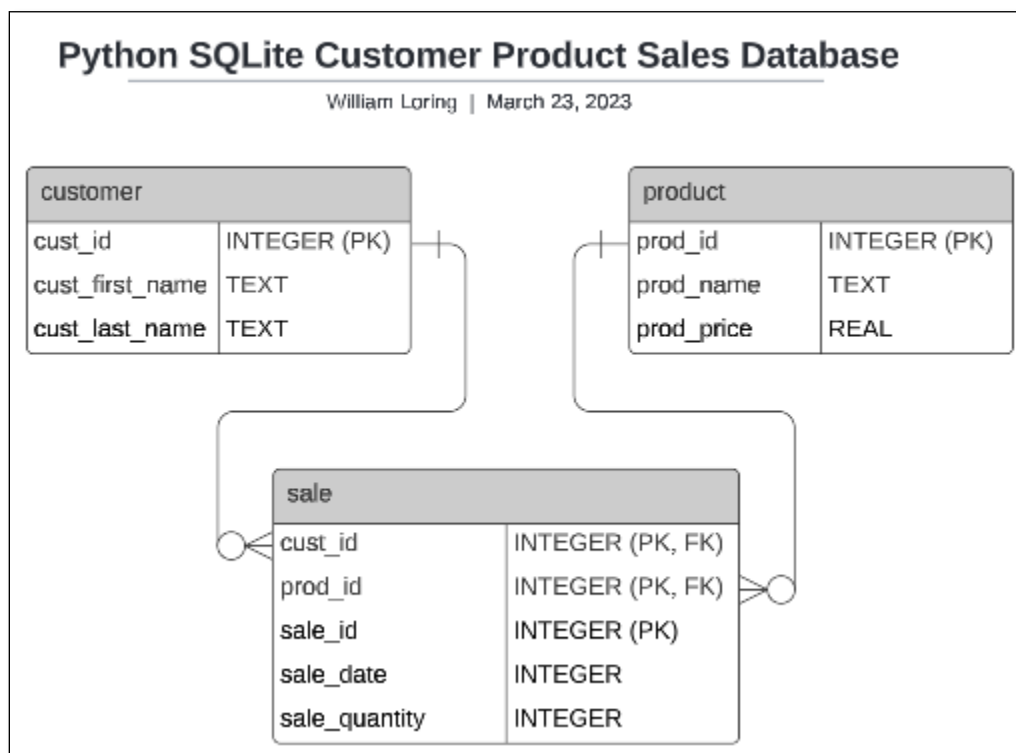 Python SQLite Customer Product Sales Database
William Loring | March 23, 2023
customer
cust_id INTEGER (PK)
cust_first_name TEXT
cust_last_name TEXT
product
prod_id INTEGER (PK)
prod_name TEXT
prod_price REAL
sale
cust_id INTEGER (PK, FK)
prod_id INTEGER (PK, FK)
sale_id INTEGER (PK)
sale_date INTEGER
sale_quantity INTEGER